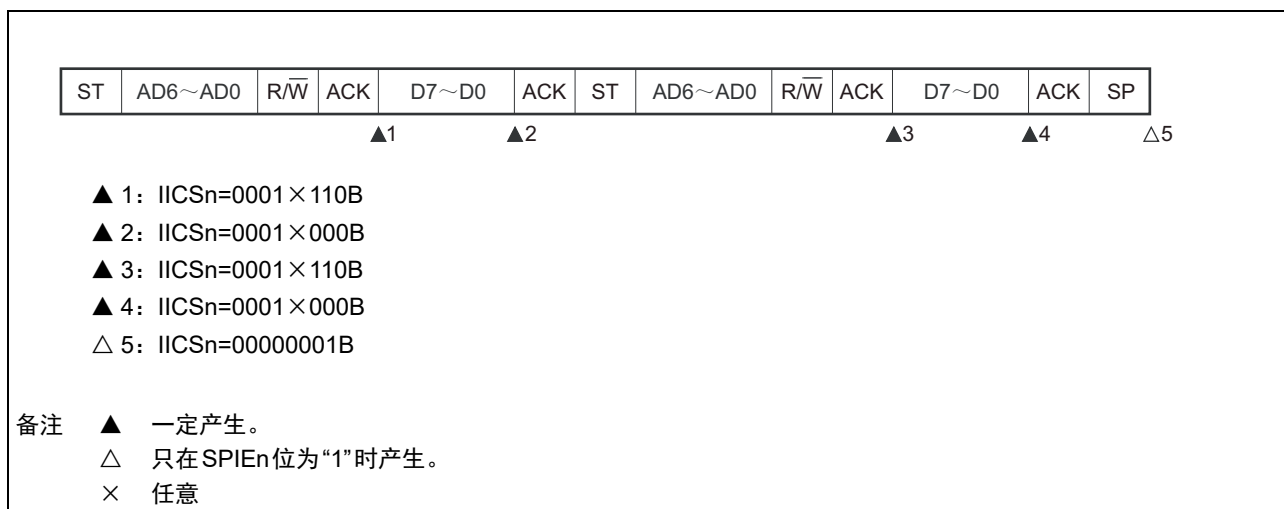 ST AD6～AD0 R/W̅ ACK D7～D0 ACK ST AD6～AD0 R/W̅ ACK D7～D0 ACK SP
▲1 ▲2 ▲3 ▲4 △5
▲ 1：IICSn=0001×110B
▲ 2：IICSn=0001×000B
▲ 3：IICSn=0001×110B
▲ 4：IICSn=0001×000B
△ 5：IICSn=00000001B
备注 ▲ 一定产生。
△ 只在SPIEn位为“1”时产生。
× 任意